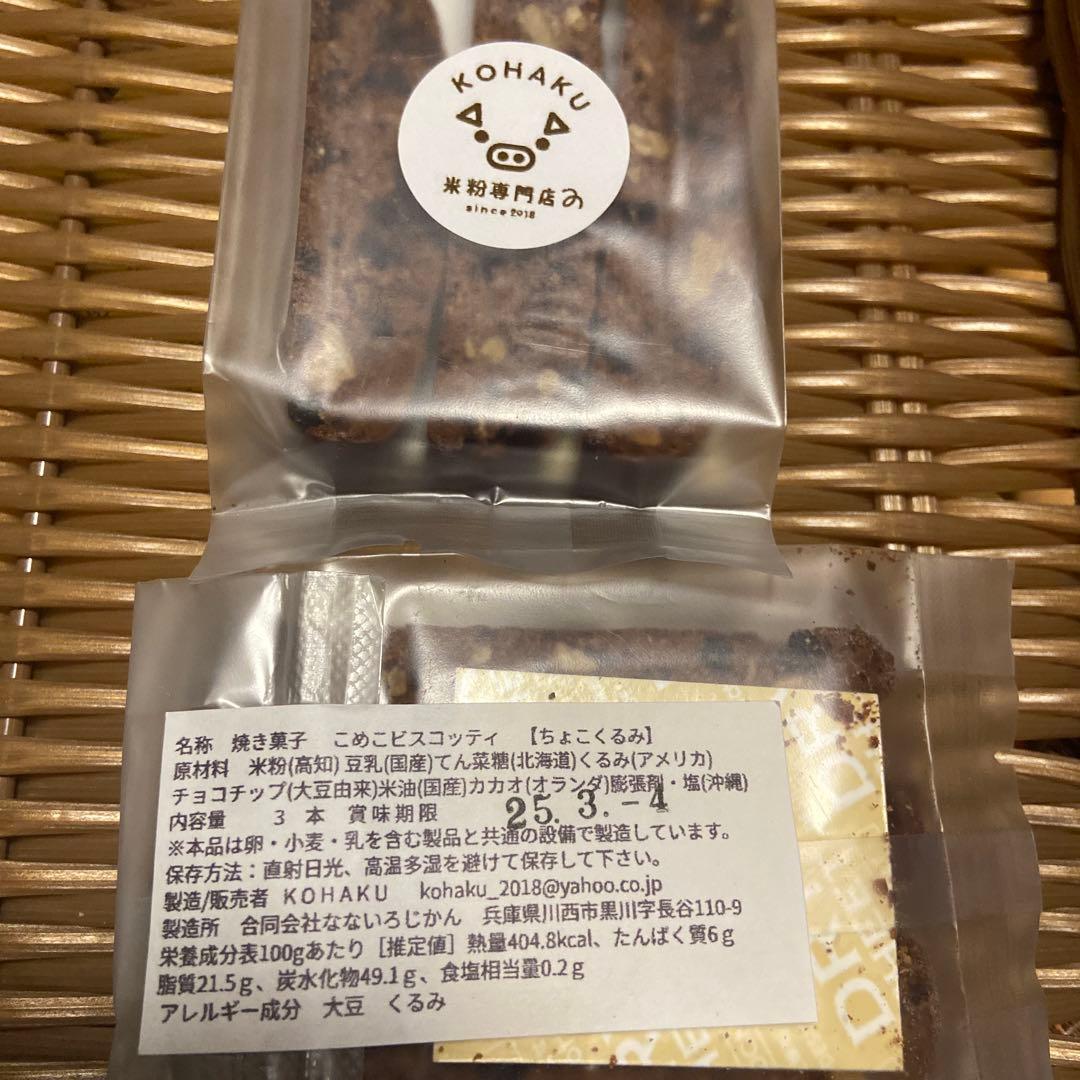 KOHAKU
米粉専門店み
since 2018
名称　焼き菓子　こめこビスコッティ　【ちょこくるみ】
原材料　米粉(高知) 豆乳(国産)てん菜糖(北海道)くるみ(アメリカ)
チョコチップ(大豆由来)米油(国産)カカオ(オランダ)膨張剤・塩(沖縄)
内容量　3 本　賞味期限　25.3.-4
※本品は卵・小麦・乳を含む製品と共通の設備で製造しています。
保存方法：直射日光、高温多湿を避けて保存して下さい。
製造/販売者 ＫＯＨＡＫＵ　kohaku_2018@yahoo.co.jp
製造所　合同会社なないろじかん　兵庫県川西市黒川字長谷110-9
栄養成分表100gあたり［推定値］熱量404.8kcal、たんぱく質6ｇ
脂質21.5ｇ、炭水化物49.1ｇ、食塩相当量0.2ｇ
アレルギー成分　大豆　くるみ